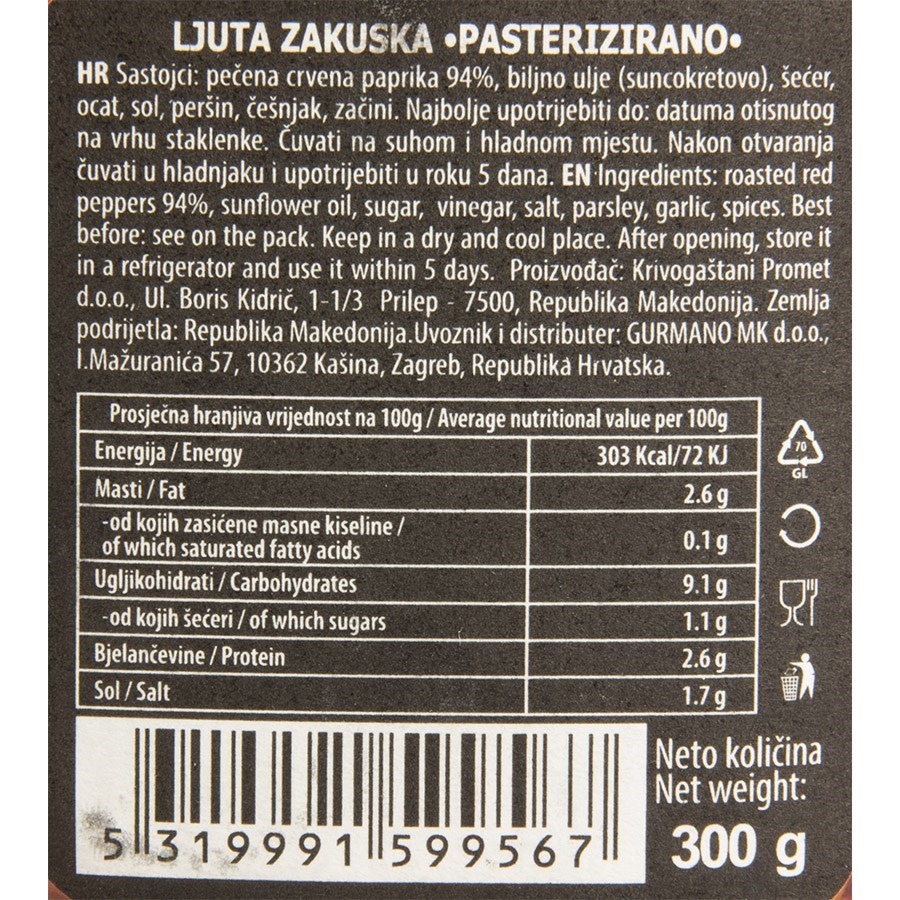 LJUTA ZAKUSKA •PASTERIZIRANO•
HR Sastojci: pečena crvena paprika 94%, biljno ulje (suncokretovo), šećer,
ocat, sol, peršin, češnjak, začini. Najbolje upotrijebiti do: datuma otisnutog
na vrhu staklenke. Čuvati na suhom i hladnom mjestu. Nakon otvaranja
čuvati u hladnjaku i upotrijebiti u roku 5 dana. EN Ingredients: roasted red
peppers 94%, sunflower oil, sugar, vinegar, salt, parsley, garlic, spices. Best
before: see on the pack. Keep in a dry and cool place. After opening, store it
in a refrigerator and use it within 5 days. Proizvođač: Krivogaštani Promet
d.o.o., Ul. Boris Kidrič, 1-1/3 Prilep - 7500, Republika Makedonija. Zemlja
podrijetla: Republika Makedonija.Uvoznik i distributer: GURMANO MK d.o.o.,
I.Mažuranića 57, 10362 Kašina, Zagreb, Republika Hrvatska.
Prosječna hranjiva vrijednost na 100g / Average nutritional value per 100g
Energija / Energy 303 Kcal/72 KJ
Masti / Fat 2.6 g
-od kojih zasićene masne kiseline /
of which saturated fatty acids 0.1 g
Ugljikohidrati / Carbohydrates 9.1 g
-od kojih šećeri / of which sugars 1.1 g
Bjelančevine / Protein 2.6 g
Sol / Salt 1.7 g
70
GL
5 319991 599567
Neto količina
Net weight:
300 g